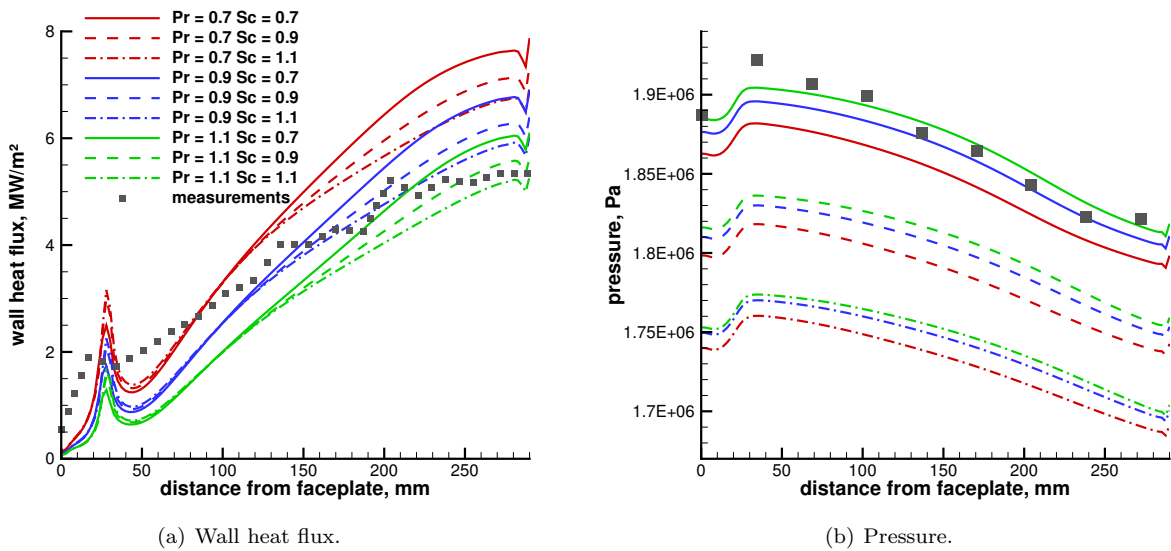 Pr = 0.7 Sc = 0.7
Pr = 0.7 Sc = 0.9
Pr = 0.7 Sc = 1.1
Pr = 0.9 Sc = 0.7
Pr = 0.9 Sc = 0.9
Pr = 0.9 Sc = 1.1
Pr = 1.1 Sc = 0.7
Pr = 1.1 Sc = 0.9
Pr = 1.1 Sc = 1.1
measurements
wall heat flux, MW/m²
8
6
4
2
0
0 50 100 150 200 250
distance from faceplate, mm
(a) Wall heat flux.
pressure, Pa
1.9E+06
1.85E+06
1.8E+06
1.75E+06
1.7E+06
0 50 100 150 200 250
distance from faceplate, mm
(b) Pressure.